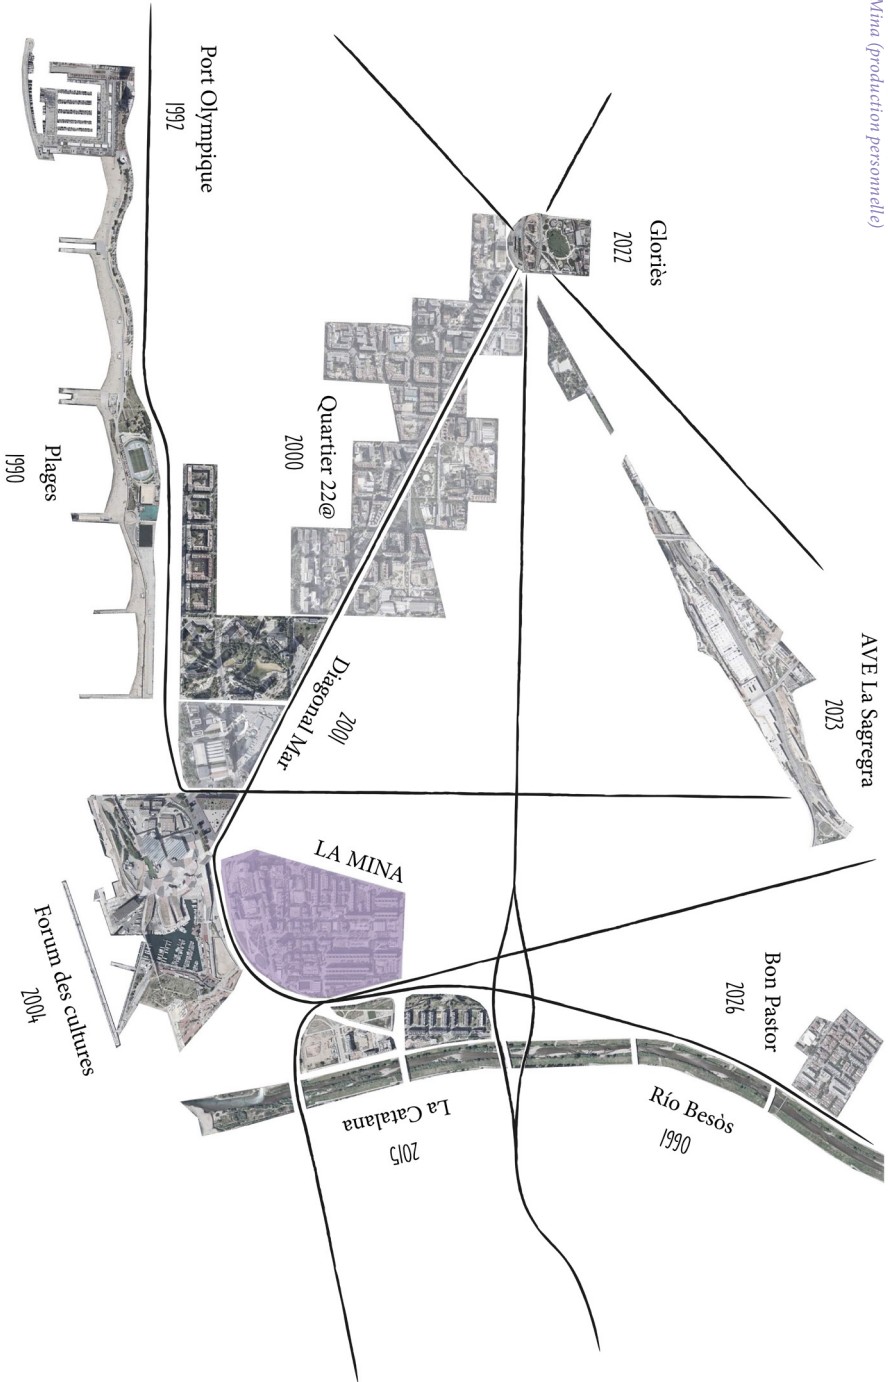 Mina (production personnelle)
AVE La Sagregra
2023
Bon Pastor
2026
Río Besòs
1990
Gloriès
2022
Quartier 22@
2000
LA MINA
La Catalana
2015
Diagonal Mar
2001
Port Olympique
1992
Plages
1990
Forum des cultures
2004